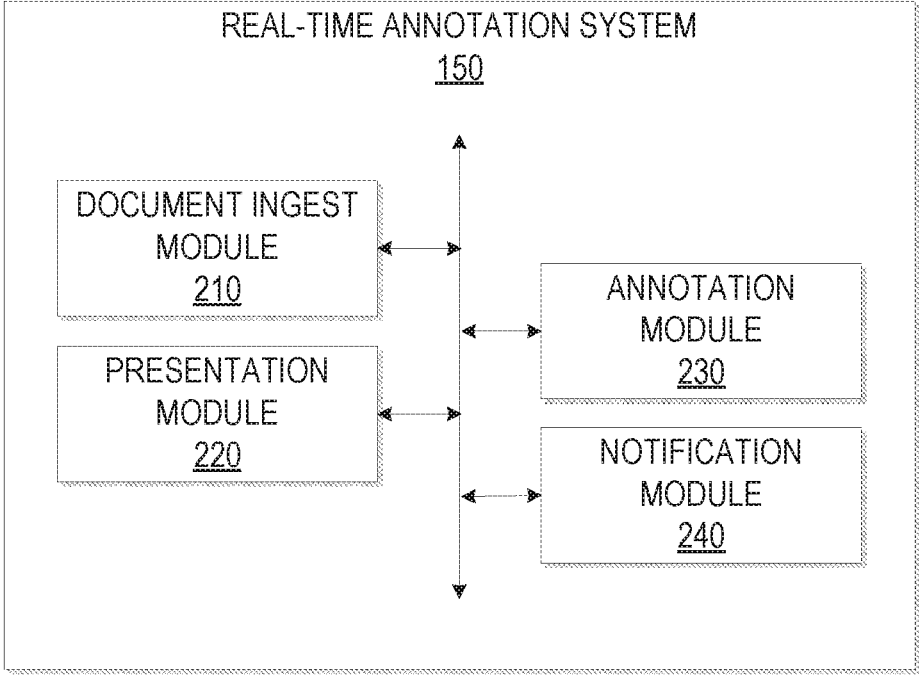 REAL-TIME ANNOTATION SYSTEM
150
DOCUMENT INGEST
MODULE
210
PRESENTATION
MODULE
220
ANNOTATION
MODULE
230
NOTIFICATION
MODULE
240